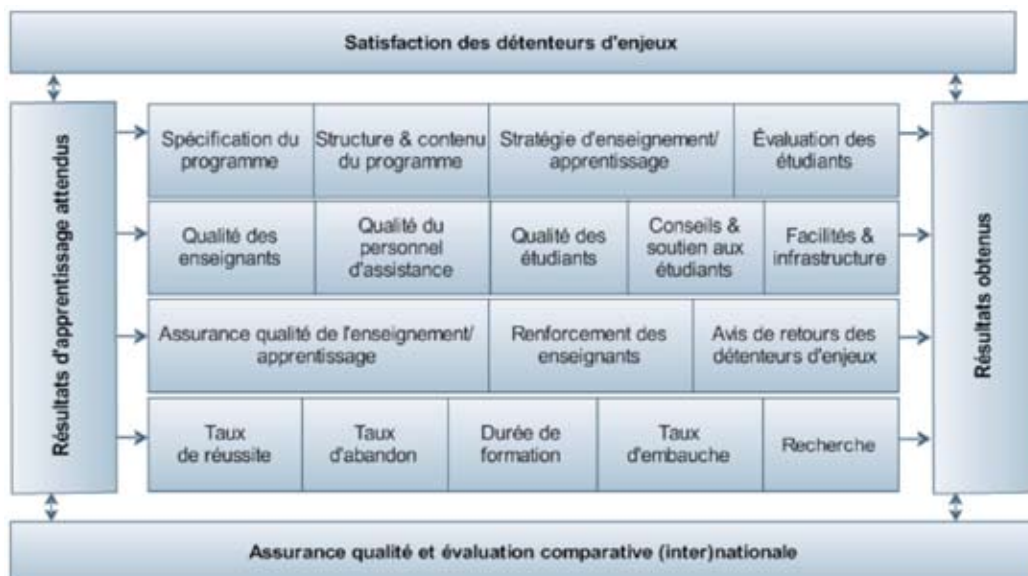 Satisfaction des détenteurs d'enjeux
Résultats d'apprentissage attendus
Spécification du
programme
Structure & contenu
du programme
Stratégie d'enseignement/
apprentissage
Évaluation des
étudiants
Qualité des
enseignants
Qualité du
personnel
d'assistance
Qualité des
étudiants
Conseils &
soutien aux
étudiants
Facilités &
infrastructure
Assurance qualité de l'enseignement/
apprentissage
Renforcement des
enseignants
Avis de retours des
détenteurs d'enjeux
Taux
de réussite
Taux
d'abandon
Durée de
formation
Taux
d'embauche
Recherche
Résultats obtenus
Assurance qualité et évaluation comparative (inter)nationale